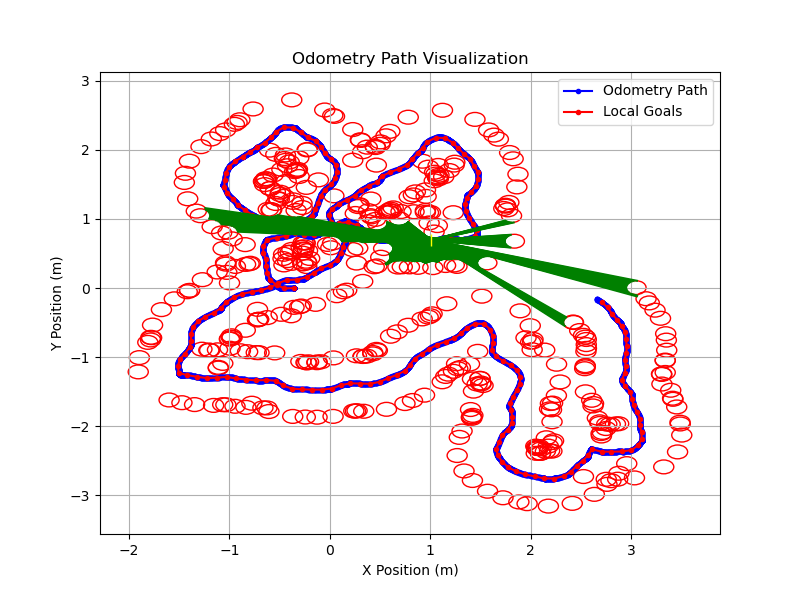 Odometry Path Visualization
Odometry Path
Local Goals
3
2
1
0
−1
−2
−3
Y Position (m)
−2
−1
0
1
2
3
X Position (m)